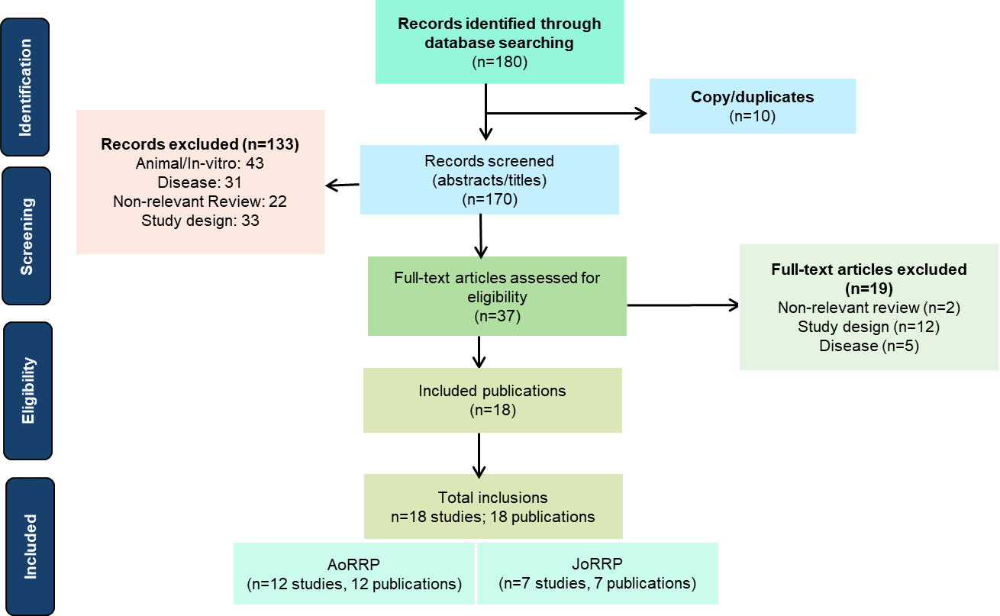 Identification
Records identified through
database searching
(n=180)
Copy/duplicates
(n=10)
Records excluded (n=133)
Animal/In-vitro: 43
Disease: 31
Non-relevant Review: 22
Study design: 33
Screening
Records screened
(abstracts/titles)
(n=170)
Full-text articles assessed for
eligibility
(n=37)
Full-text articles excluded
(n=19)
Non-relevant review (n=2)
Study design (n=12)
Disease (n=5)
Eligibility
Included publications
(n=18)
Included
Total inclusions
n=18 studies; 18 publications
AoRRP
(n=12 studies, 12 publications)
JoRRP
(n=7 studies, 7 publications)